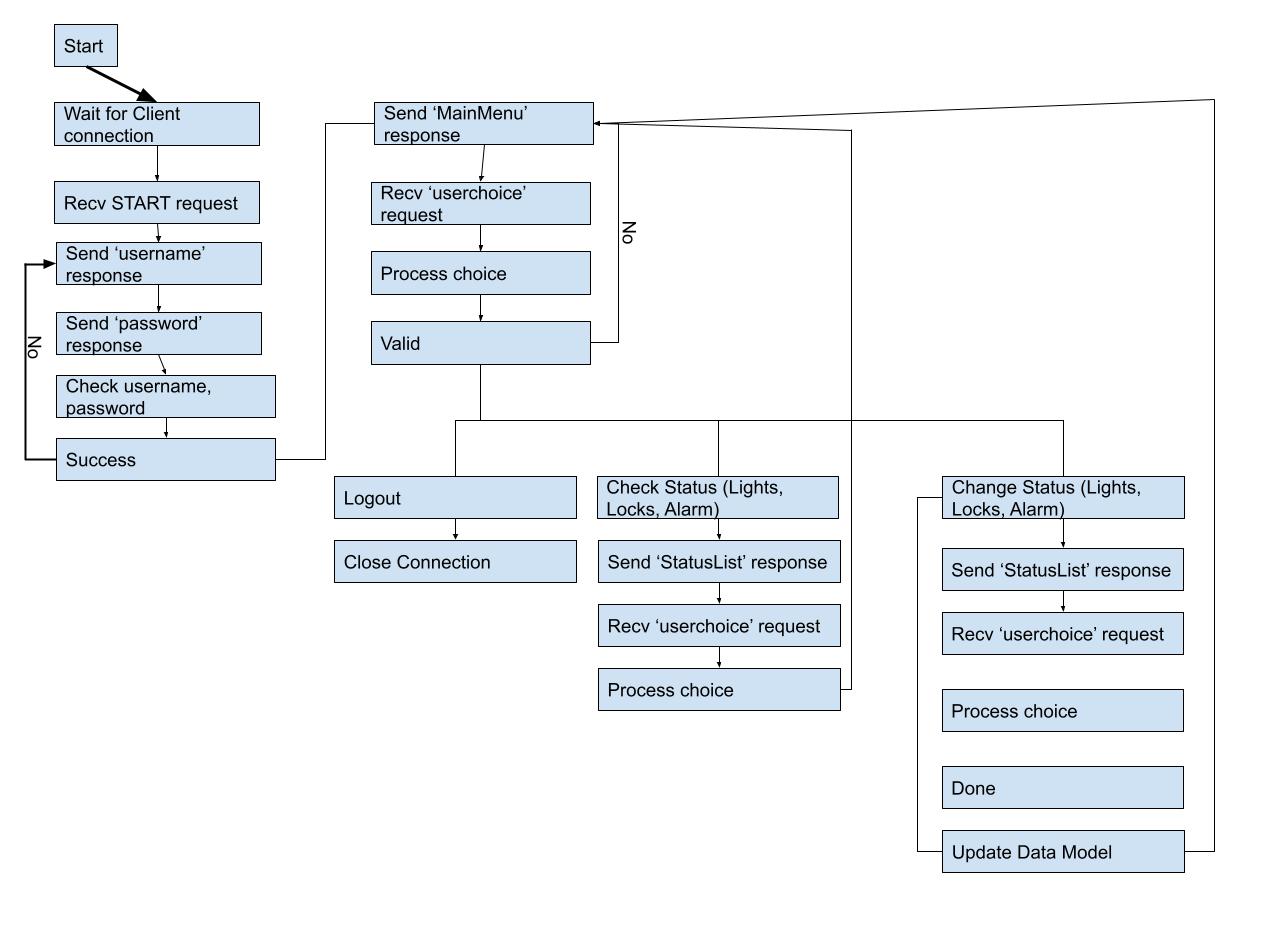 Start
Wait for Client
connection
Recv START request
Send ‘username’
response
Send ‘password’
response
No
Check username,
password
Success
Send ‘MainMenu’
response
Recv ‘userchoice’
request
No
Process choice
Valid
Logout
Close Connection
Check Status (Lights,
Locks, Alarm)
Send ‘StatusList’ response
Recv ‘userchoice’ request
Process choice
Change Status (Lights,
Locks, Alarm)
Send ‘StatusList’ response
Recv ‘userchoice’ request
Process choice
Done
Update Data Model